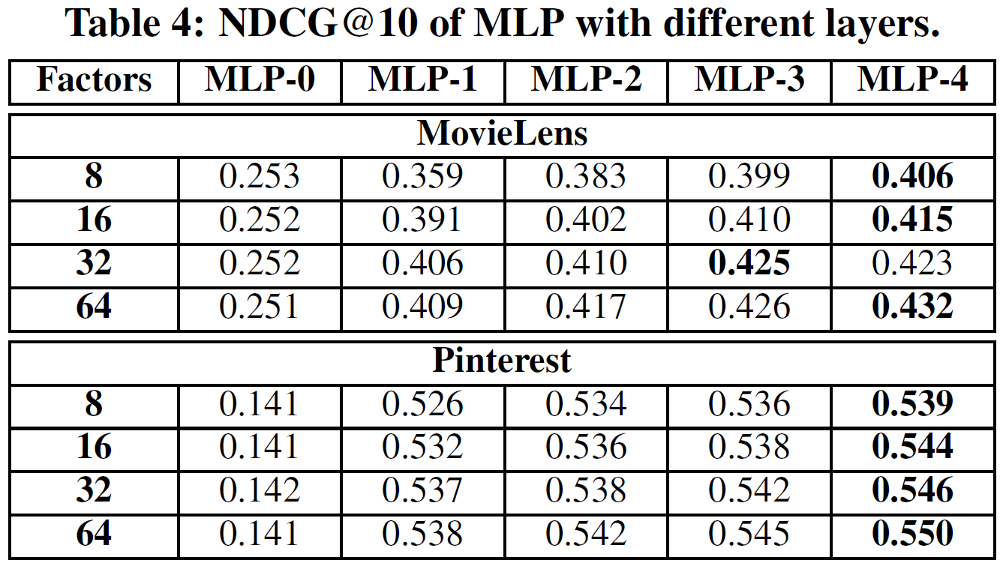 Table 4: NDCG@10 of MLP with different layers.
Factors MLP-0 MLP-1 MLP-2 MLP-3 MLP-4
MovieLens
8 0.253 0.359 0.383 0.399 0.406
16 0.252 0.391 0.402 0.410 0.415
32 0.252 0.406 0.410 0.425 0.423
64 0.251 0.409 0.417 0.426 0.432
Pinterest
8 0.141 0.526 0.534 0.536 0.539
16 0.141 0.532 0.536 0.538 0.544
32 0.142 0.537 0.538 0.542 0.546
64 0.141 0.538 0.542 0.545 0.550